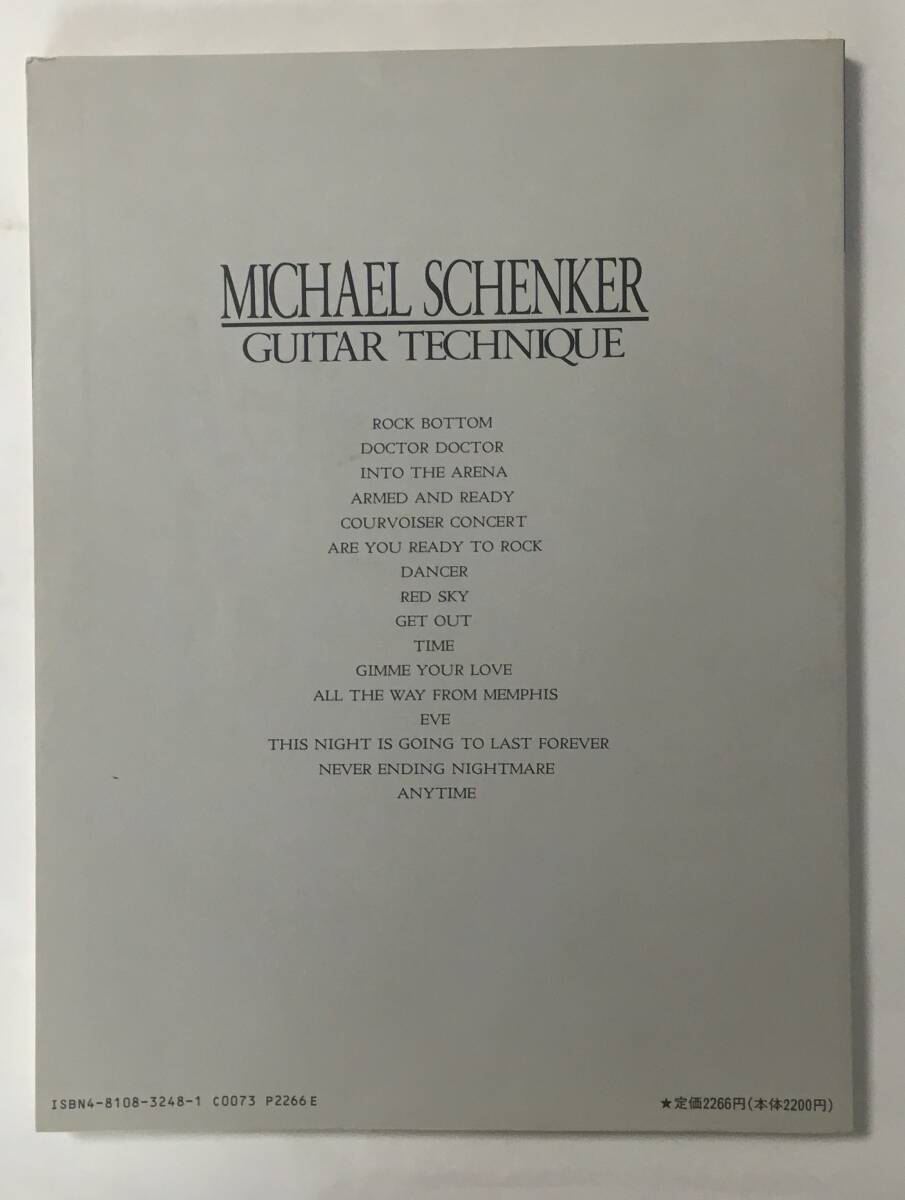 MICHAEL SCHENKER
GUITAR TECHNIQUE
ROCK BOTTOM
DOCTOR DOCTOR
INTO THE ARENA
ARMED AND READY
COURVOISER CONCERT
ARE YOU READY TO ROCK
DANCER
RED SKY
GET OUT
TIME
GIMME YOUR LOVE
ALL THE WAY FROM MEMPHIS
EVE
THIS NIGHT IS GOING TO LAST FOREVER
NEVER ENDING NIGHTMARE
ANYTIME
ISBN4-8108-3248-1 C0073 P2266E
★定価2266円(本体2200円)